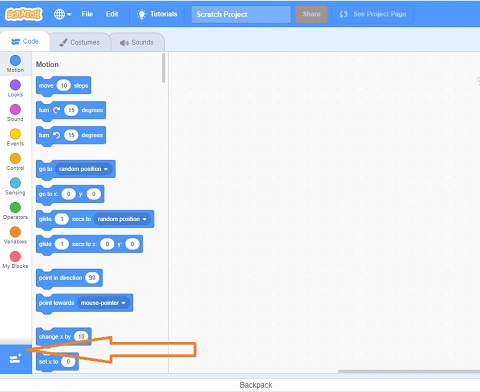 SCRATCH File Edit Tutorials Scratch Project Share See Project Page
Code Costumes Sounds
Motion
Looks
Sound
Events
Control
Sensing
Operators
Variables
My Blocks
Motion
move 10 steps
turn 15 degrees
turn 15 degrees
go to random position
go to x: 0 y: 0
glide 1 secs to random position
glide 1 secs to x: 0 y: 0
point in direction 90
point towards mouse-pointer
change x by 10
set x to 0
Backpack